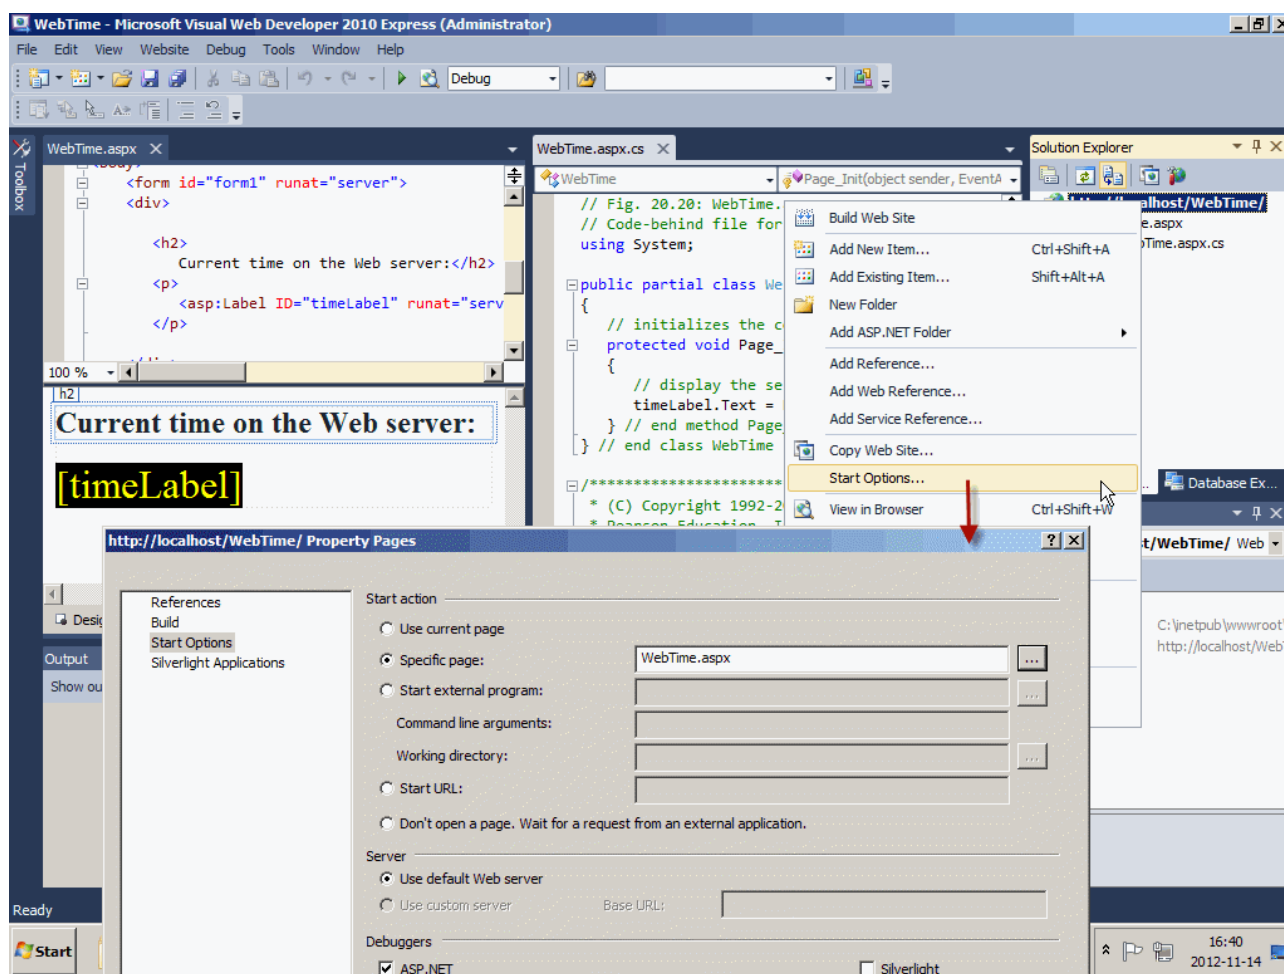 WebTime - Microsoft Visual Web Developer 2010 Express (Administrator)
File Edit View Website Debug Tools Window Help
Debug
Toolbox
WebTime.aspx
<form id="form1" runat="server">
<div>
<h2>
Current time on the Web server:</h2>
<p>
<asp:Label ID="timeLabel" runat="serv
</p>
100 %
h2
Current time on the Web server:
[timeLabel]
Desig
Output
Show ou
WebTime.aspx.cs
WebTime
Page_Init(object sender, EventA
// Fig. 20.20: WebTime.
// Code-behind file for
using System;
public partial class We
{
// initializes the c
protected void Page_
{
// display the se
timeLabel.Text =
} // end method Page_
} // end class WebTime
/************************
* (C) Copyright 1992-2
* Pearson Education, I
Solution Explorer
alhost/WebTime/
e.aspx
Time.aspx.cs
Build Web Site
Add New Item... Ctrl+Shift+A
Add Existing Item... Shift+Alt+A
New Folder
Add ASP.NET Folder
Add Reference...
Add Web Reference...
Add Service Reference...
Copy Web Site...
Start Options...
View in Browser Ctrl+Shift+W
Database Ex...
t/WebTime/ Web
C:\inetpub\wwwroot\
http://localhost/Web
http://localhost/WebTime/ Property Pages
References
Build
Start Options
Silverlight Applications
Start action
Use current page
Specific page: WebTime.aspx ...
Start external program: ...
Command line arguments:
Working directory: ...
Start URL:
Don't open a page. Wait for a request from an external application.
Server
Use default Web server
Use custom server Base URL:
Debuggers
ASP.NET Silverlight
Ready
Start
16:40
2012-11-14